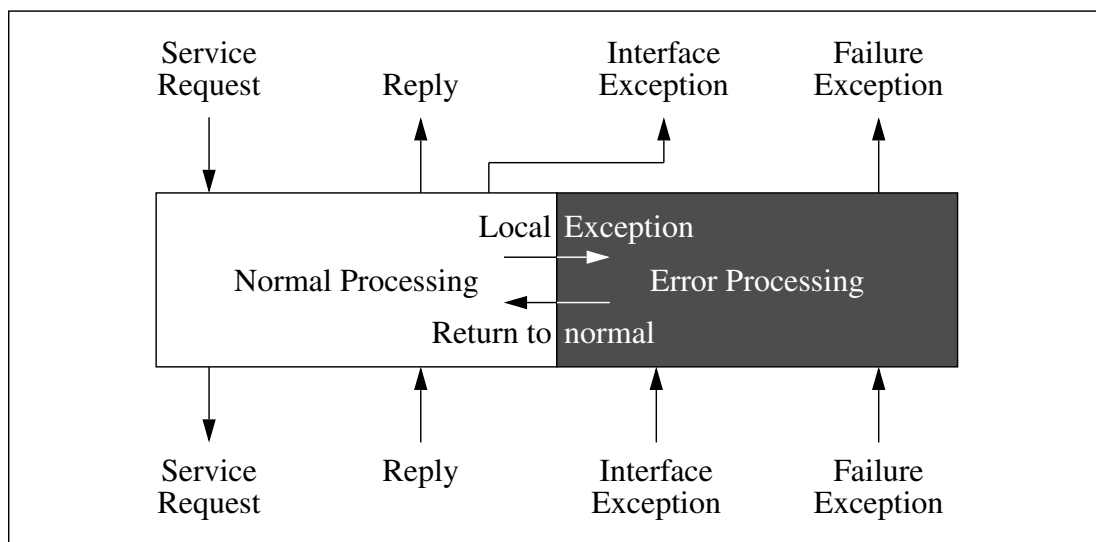 Service
Request
Reply
Interface
Exception
Failure
Exception
Local Exception
Normal Processing
Error Processing
Return to normal
Service
Request
Reply
Interface
Exception
Failure
Exception